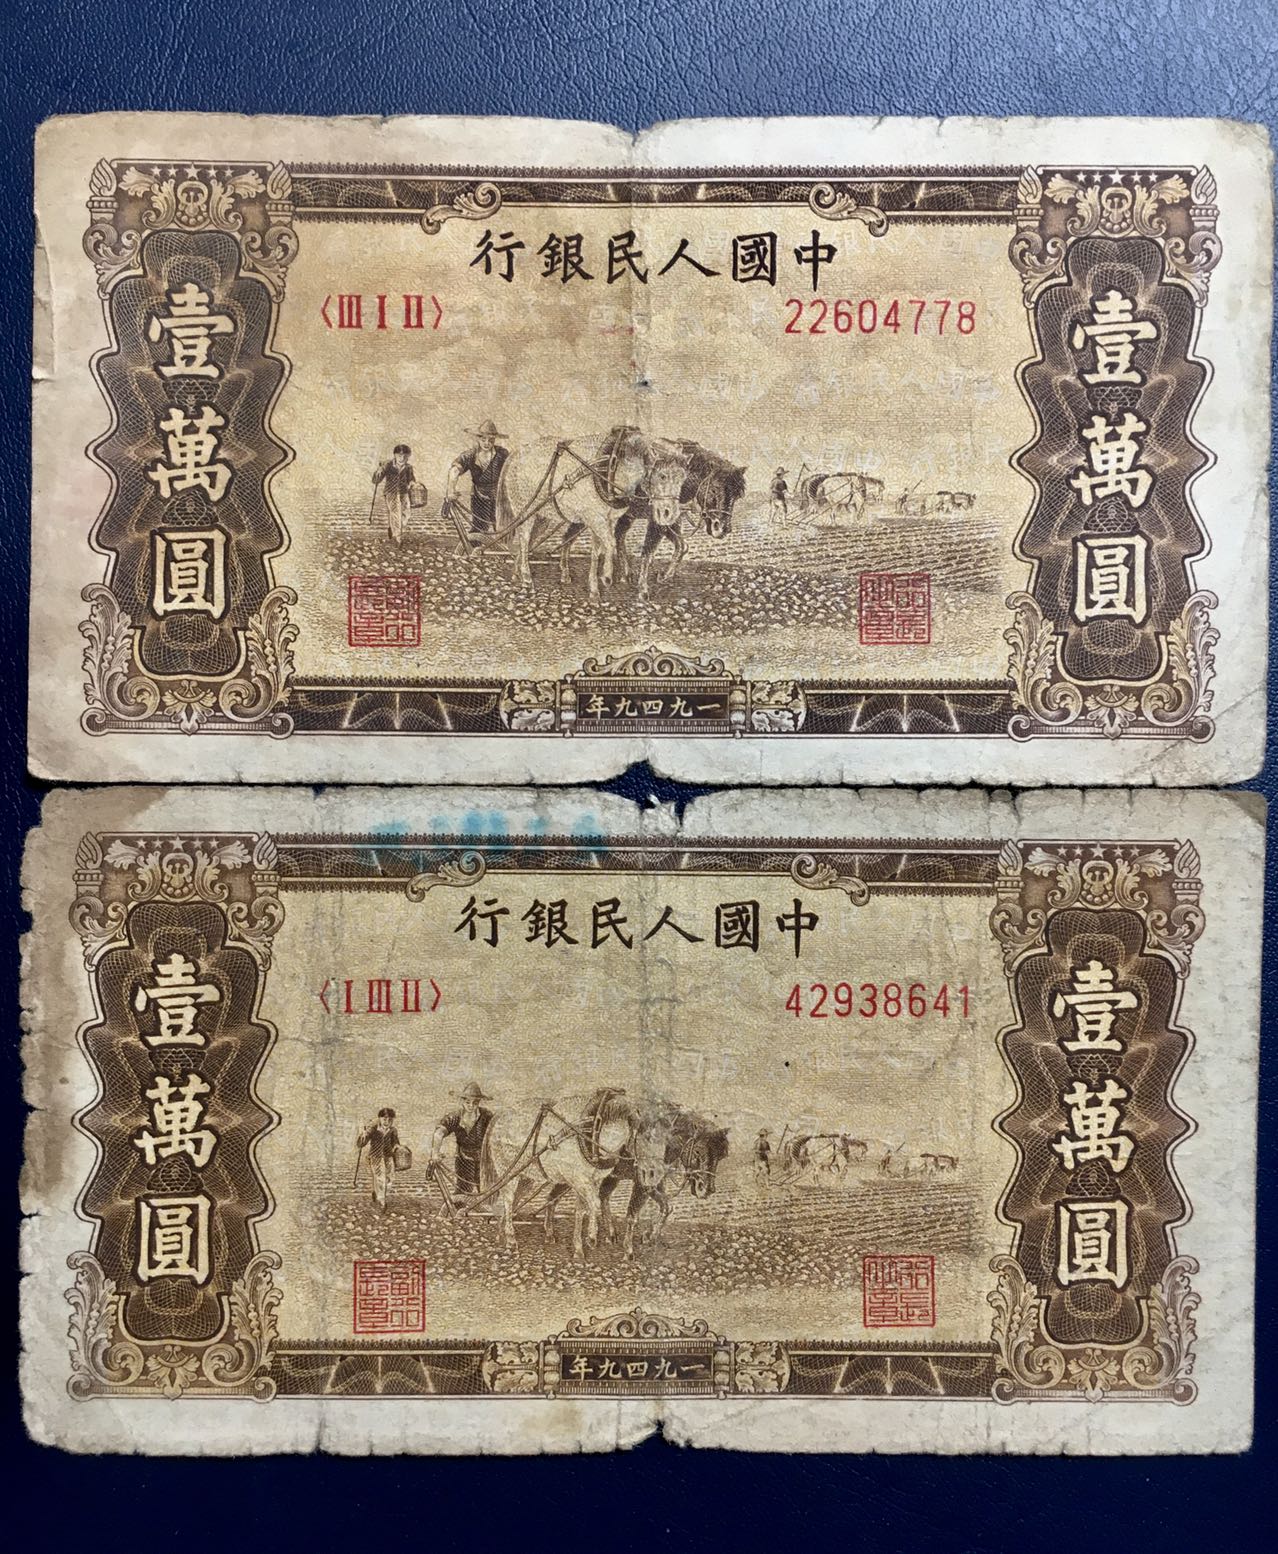 中國人民銀行
〈Ⅲ Ⅰ Ⅱ〉
22604778
壹萬圓
壹萬圓
一九四九年
中國人民銀行
〈Ⅰ Ⅲ Ⅱ〉
42938641
壹萬圓
壹萬圓
一九四九年